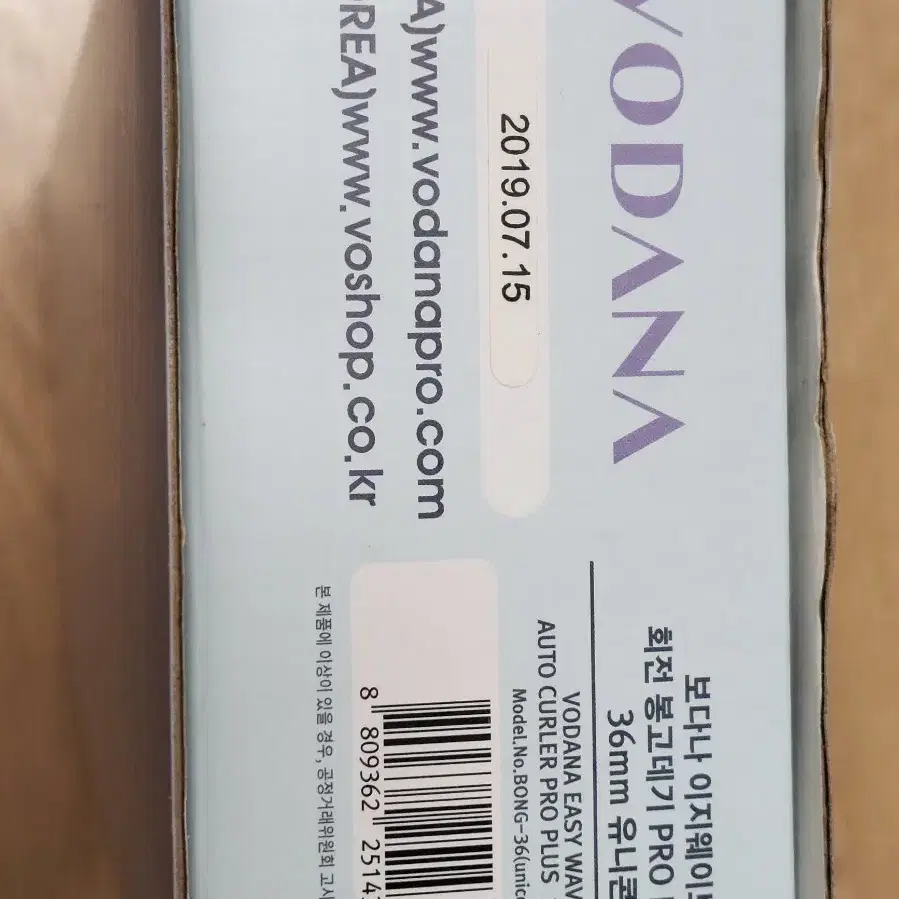 VODANA
2019.07.15
A)www.vodanapro.com
OREA)www.voshop.co.kr
보다나 이지웨이브
회전 봉고데기 PRO
36mm 유니콘
VODANA EASY WAV
AUTO CURLER PRO PLUS
Model.No.BONG-36(unico
8 809362 2514
본 제품에 이상이 있을 경우, 공정거래위원회 고시